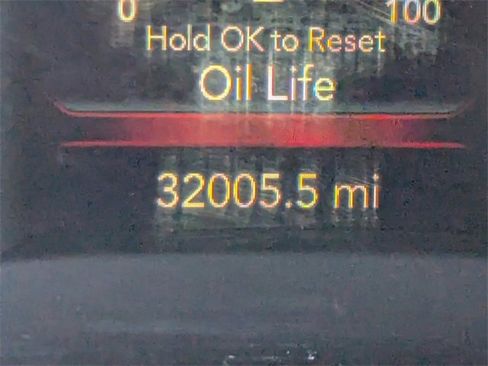 0 100
Hold OK to Reset
Oil Life
32005.5 mi